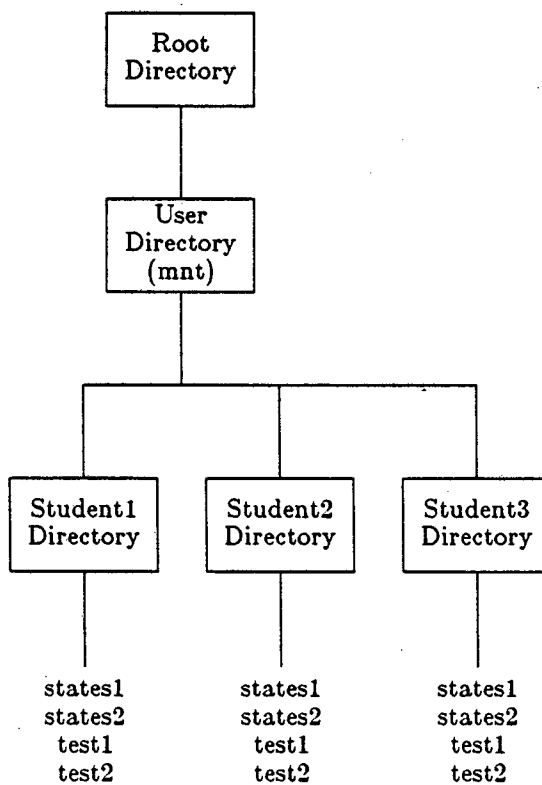 Root
Directory
User
Directory
(mnt)
Student1
Directory
Student2
Directory
Student3
Directory
states1
states2
test1
test2
states1
states2
test1
test2
states1
states2
test1
test2